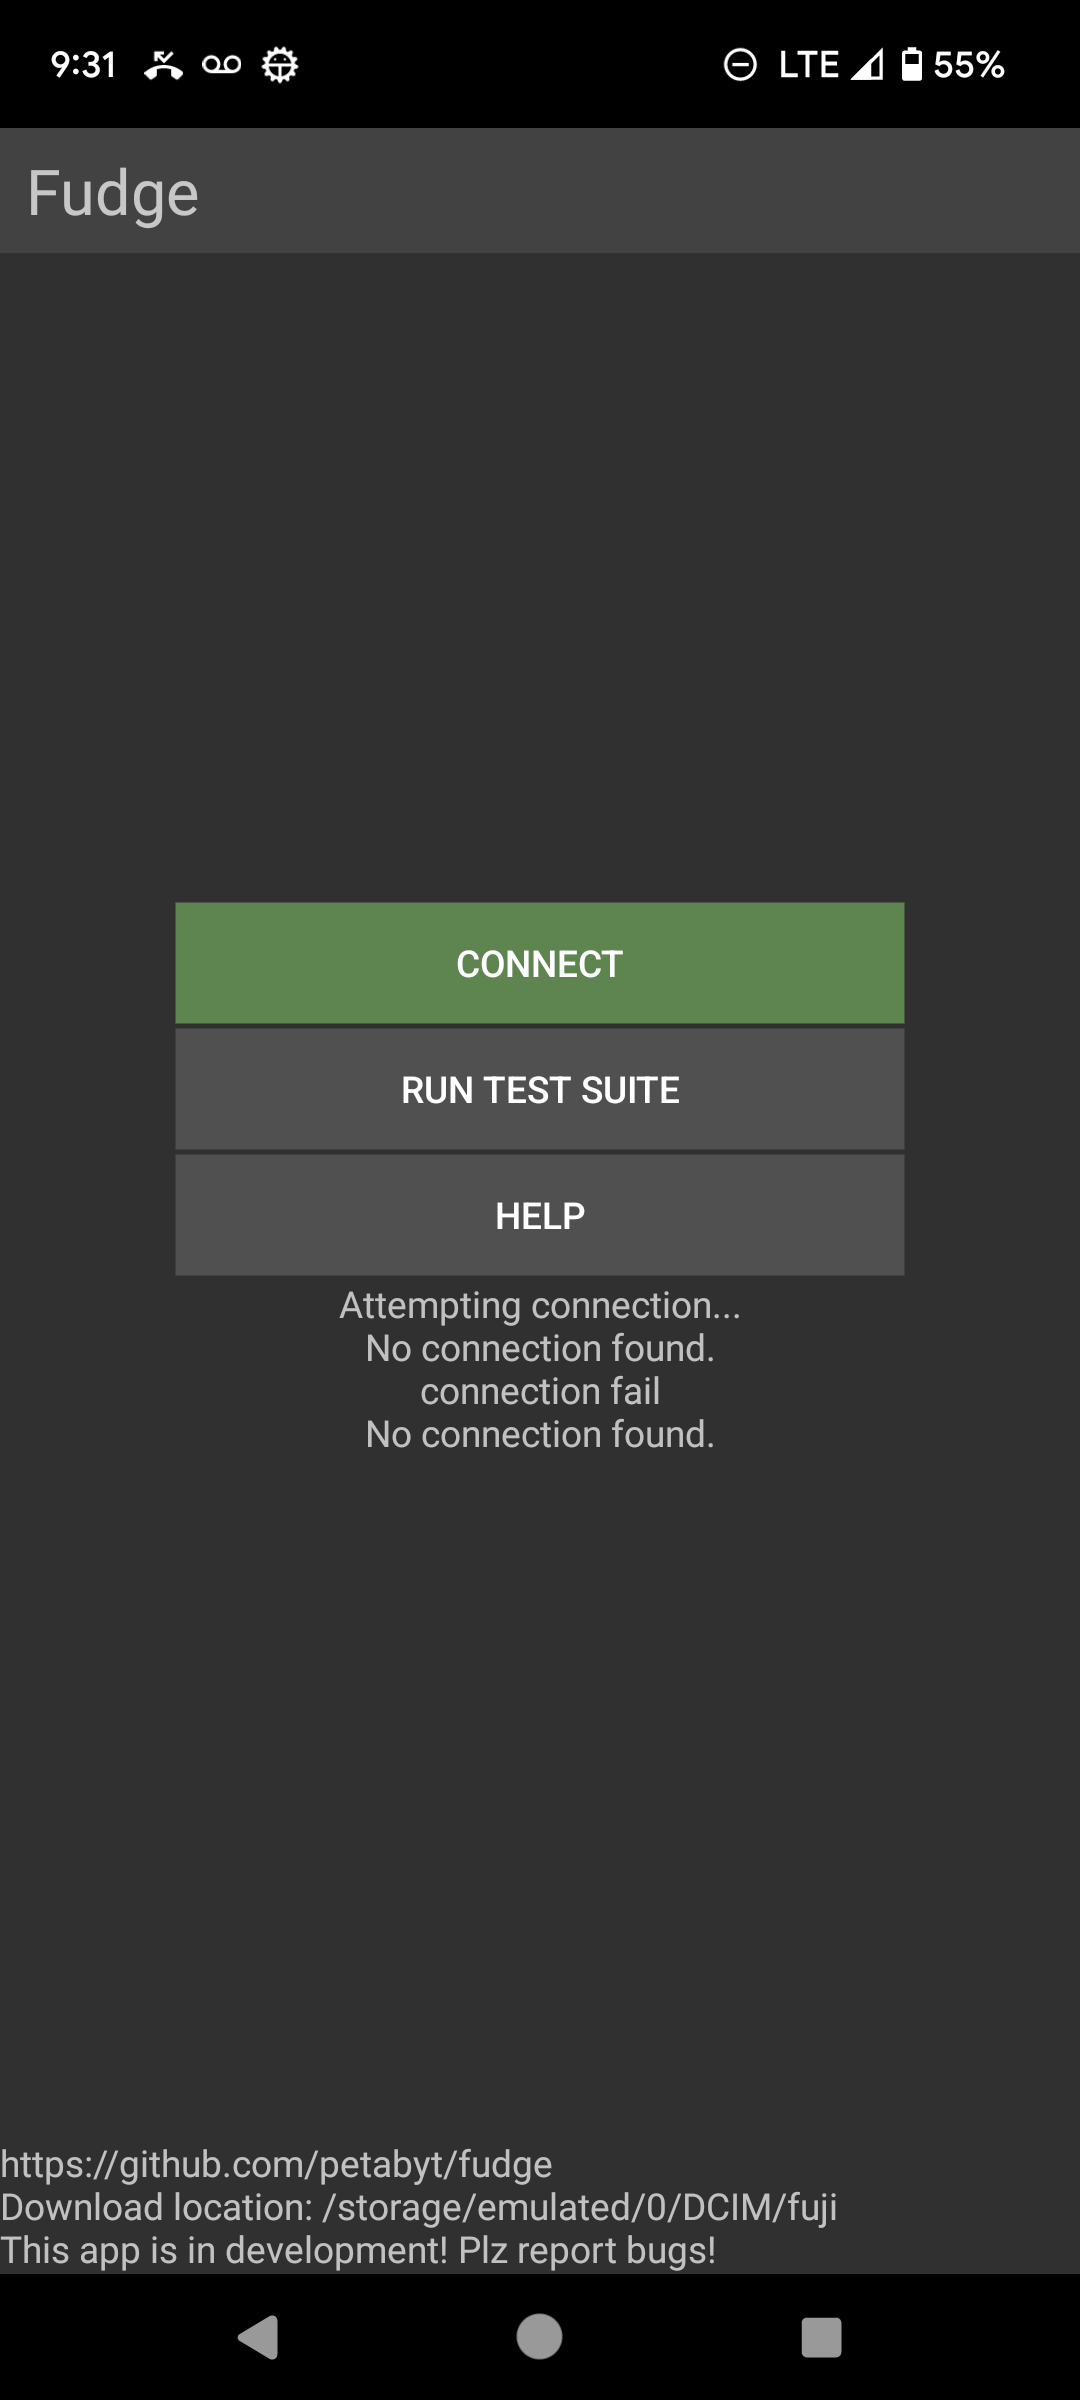 9:31 LTE 55%
Fudge
CONNECT
RUN TEST SUITE
HELP
Attempting connection...
No connection found.
connection fail
No connection found.
https://github.com/petabyt/fudge
Download location: /storage/emulated/0/DCIM/fuji
This app is in development! Plz report bugs!